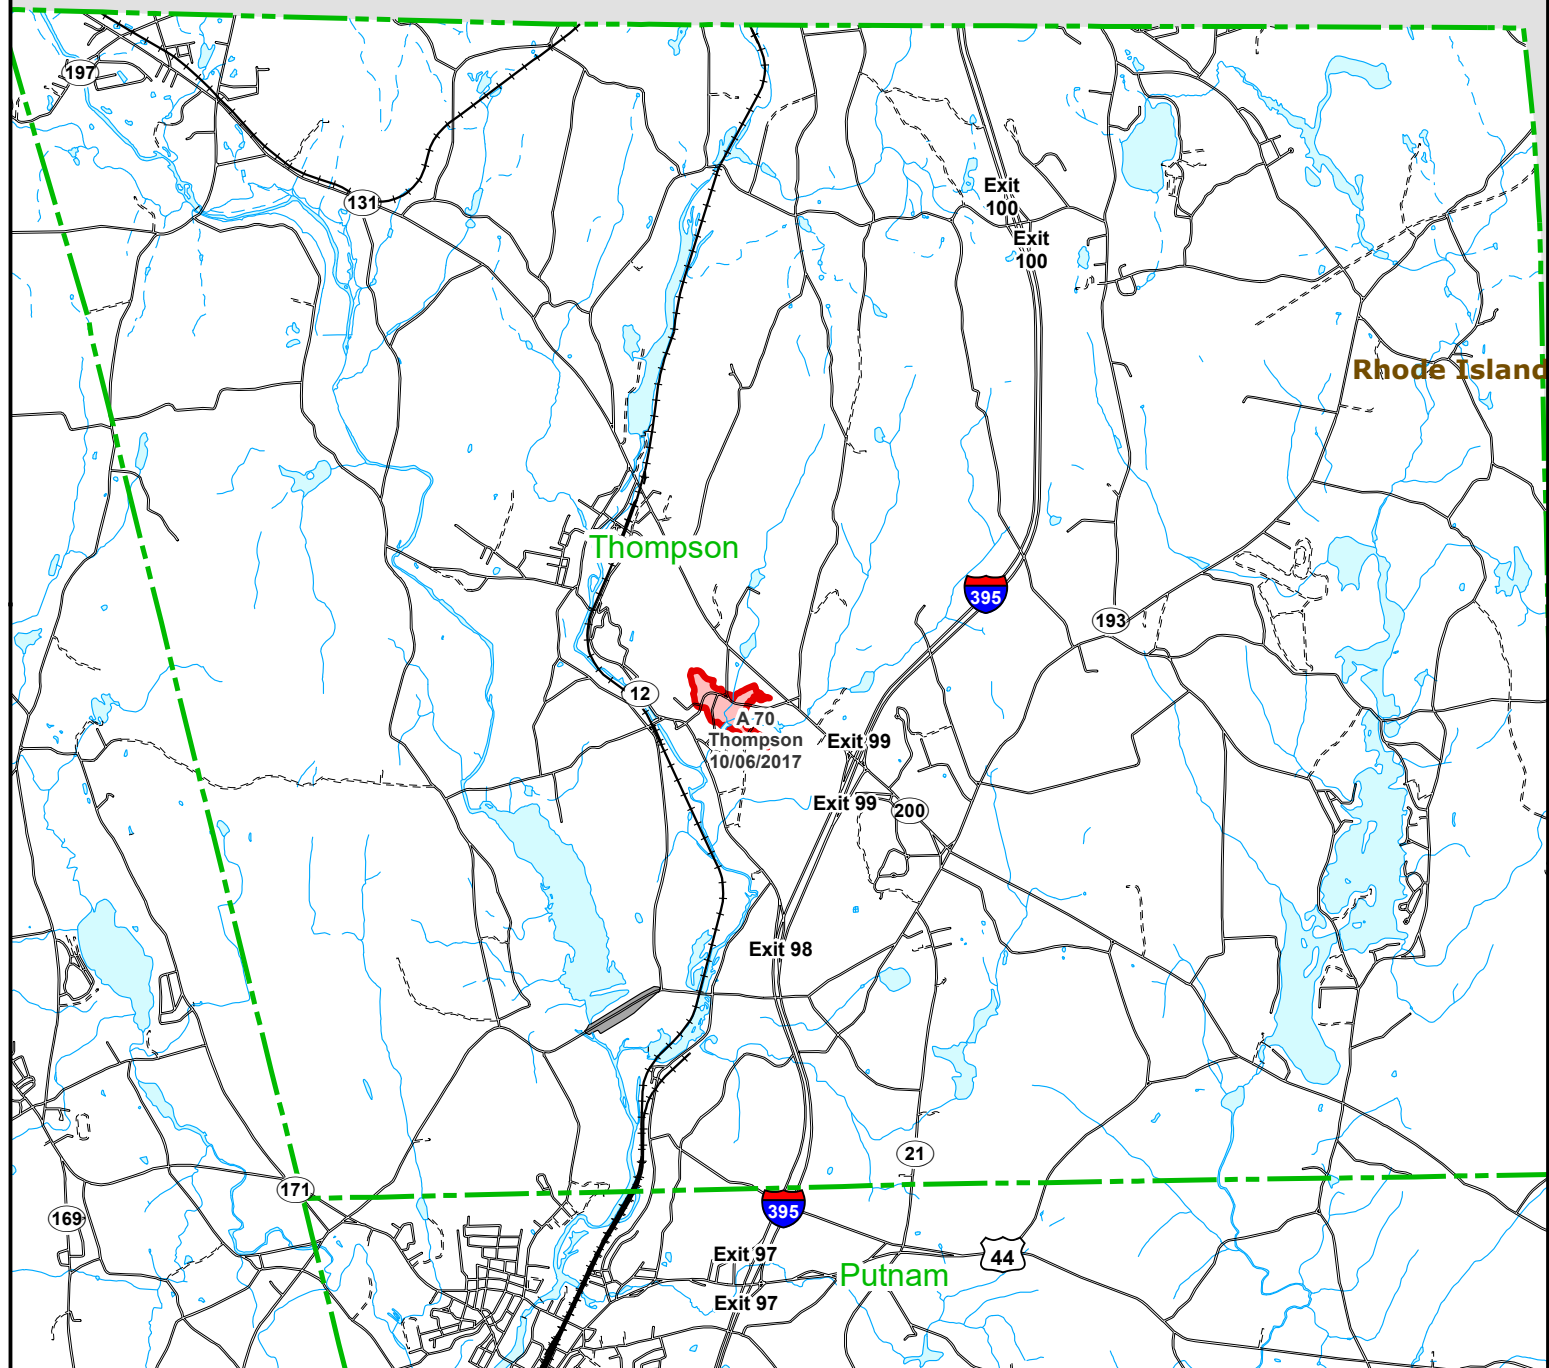 197
131
Exit
100
Exit
100
Rhode Island
Thompson
395
193
12
A 70
Thompson
10/06/2017
Exit 99
Exit 99
200
Exit 98
21
171
169
395
Exit 97
44
Putnam
Exit 97